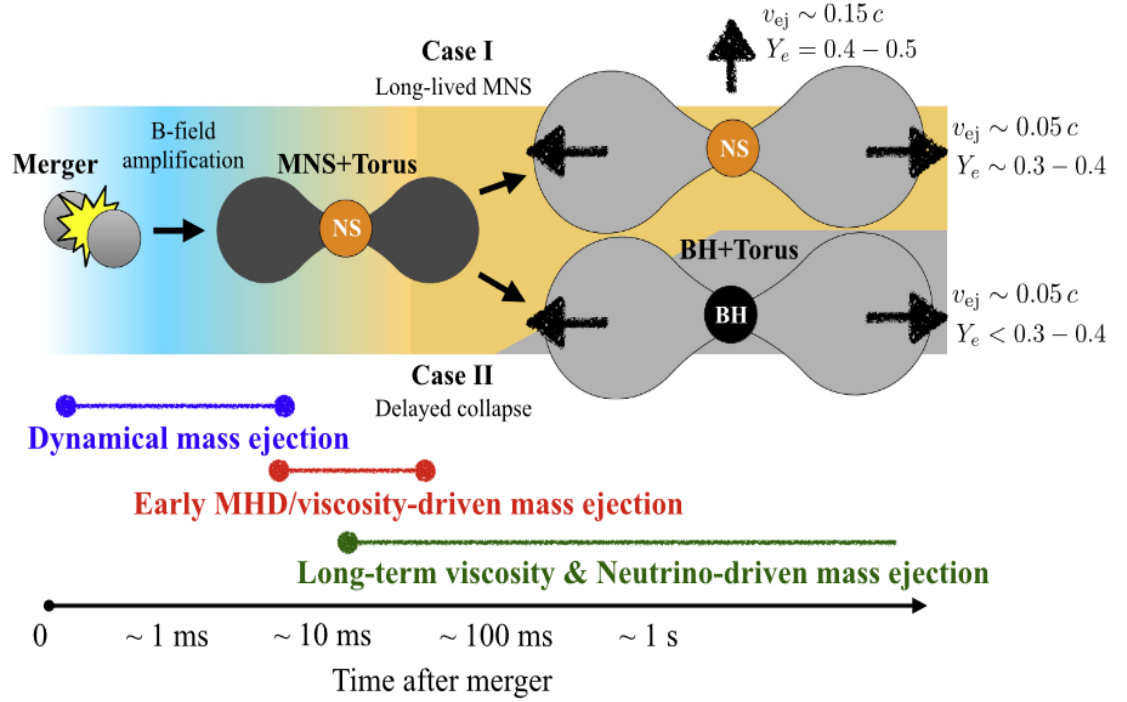 Case I
Long-lived MNS
v_ej ~ 0.15 c
Y_e = 0.4 – 0.5
B-field
amplification
Merger
MNS+Torus
NS
NS
v_ej ~ 0.05 c
Y_e ~ 0.3 – 0.4
BH+Torus
BH
v_ej ~ 0.05 c
Y_e < 0.3 – 0.4
Case II
Delayed collapse
Dynamical mass ejection
Early MHD/viscosity-driven mass ejection
Long-term viscosity & Neutrino-driven mass ejection
0 ~ 1 ms ~ 10 ms ~ 100 ms ~ 1 s
Time after merger